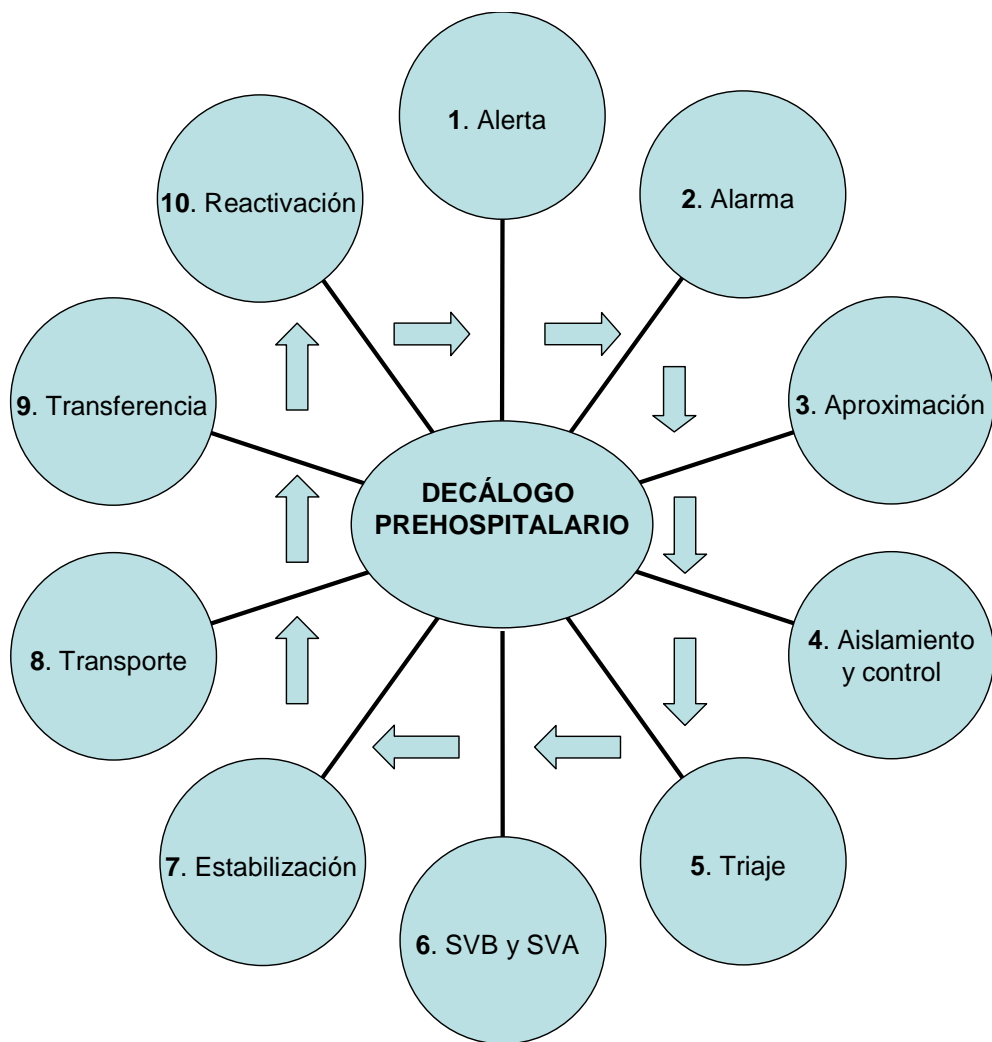 1. Alerta
2. Alarma
3. Aproximación
4. Aislamiento
y control
5. Triaje
6. SVB y SVA
7. Estabilización
8. Transporte
9. Transferencia
10. Reactivación
DECÁLOGO
PREHOSPITALARIO